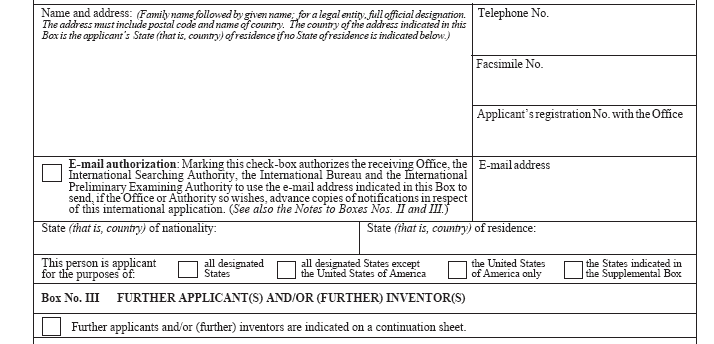 Name and address: (Family name followed by given name; for a legal entity, full official designation.
The address must include postal code and name of country. The country of the address indicated in this
Box is the applicant's State (that is, country) of residence if no State of residence is indicated below.)
Telephone No.
Facsimile No.
Applicant's registration No. with the Office
E-mail authorization: Marking this check-box authorizes the receiving Office, the
International Searching Authority, the International Bureau and the International
Preliminary Examining Authority to use the e-mail address indicated in this Box to
send, if the Office or Authority so wishes, advance copies of notifications in respect
of this international application. (See also the Notes to Boxes Nos. II and III.)
E-mail address
State (that is, country) of nationality:
State (that is, country) of residence:
This person is applicant
for the purposes of:
all designated
States
all designated States except
the United States of America
the United States
of America only
the States indicated in
the Supplemental Box
Box No. III FURTHER APPLICANT(S) AND/OR (FURTHER) INVENTOR(S)
Further applicants and/or (further) inventors are indicated on a continuation sheet.